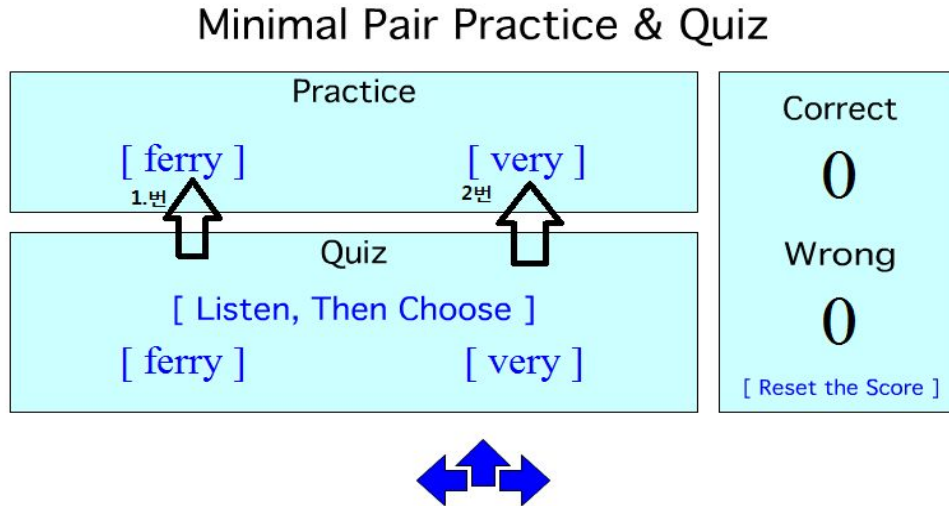 Minimal Pair Practice & Quiz
Practice
[ ferry ] [ very ]
1.번 2번
Quiz
[ Listen, Then Choose ]
[ ferry ] [ very ]
Correct
0
Wrong
0
[ Reset the Score ]